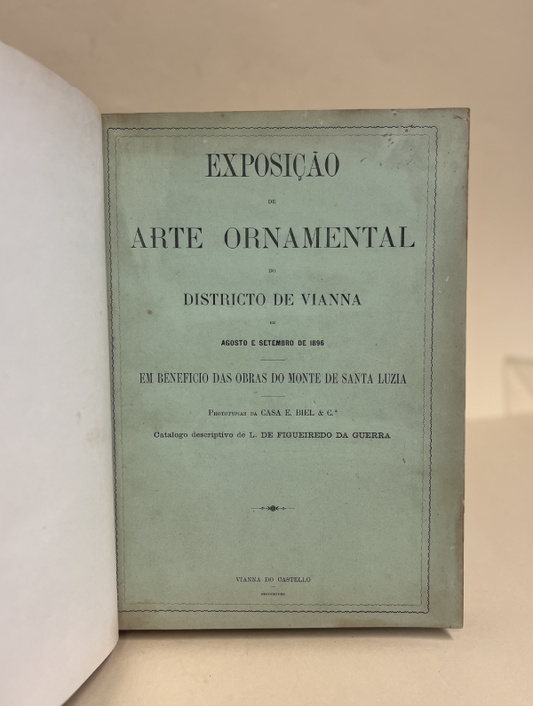 EXPOSIÇÃO
DE
ARTE ORNAMENTAL
DO
DISTRICTO DE VIANNA
EM
AGOSTO E SETEMBRO DE 1896
EM BENEFICIO DAS OBRAS DO MONTE DE SANTA LUZIA
PHOTOTYPIAS DA CASA E. BIEL & C.ª
Catalogo descriptivo de L. DE FIGUEIREDO DA GUERRA
VIANNA DO CASTELLO